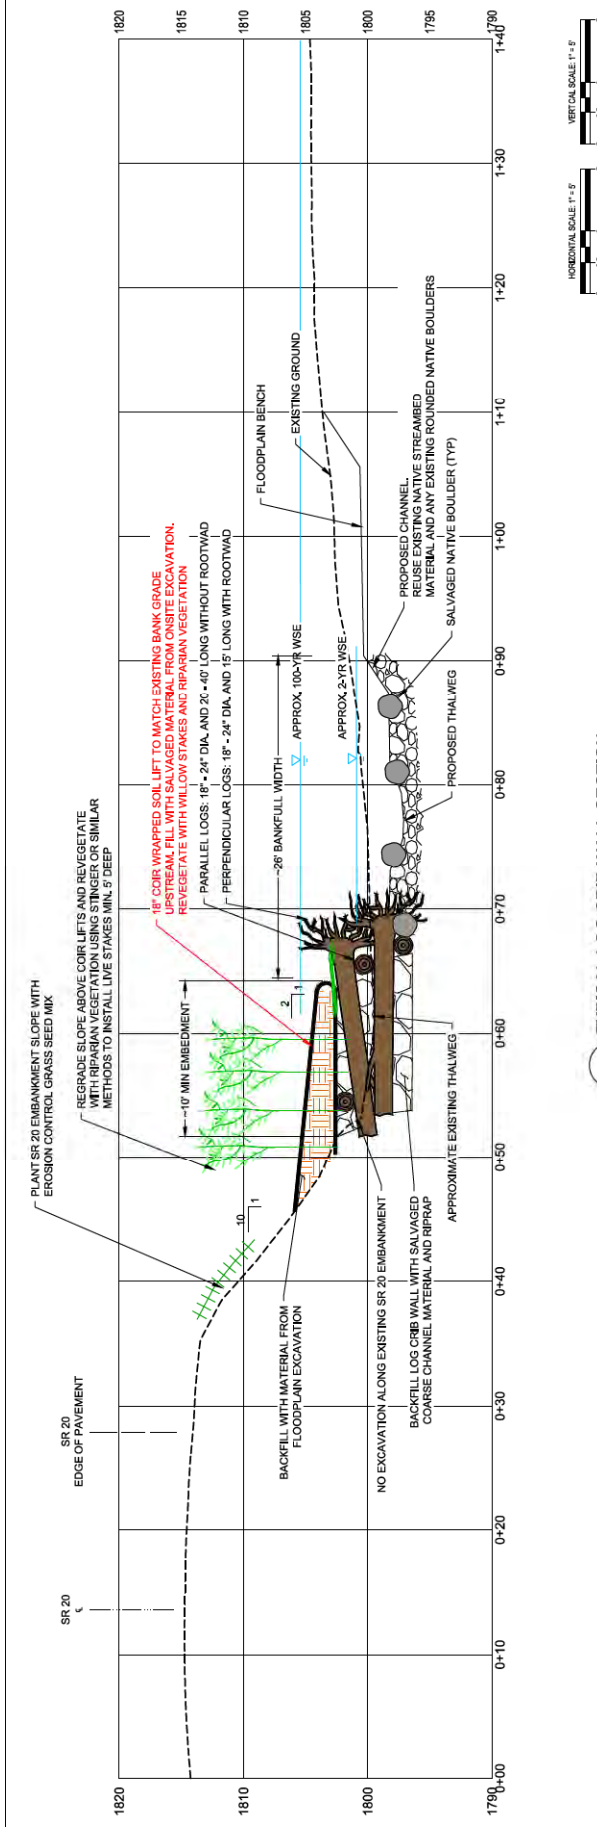 SR 20
℄
SR 20
EDGE OF PAVEMENT
PLANT SR 20 EMBANKMENT SLOPE WITH
EROSION CONTROL GRASS SEED MIX
REGRADE SLOPE ABOVE COIR LIFTS AND REVEGETATE
WITH RIPARIAN VEGETATION USING STINGER OR SIMILAR
METHODS TO INSTALL LIVE STAKES MIN. 5' DEEP
18" COIR WRAPPED SOIL LIFT TO MATCH EXISTING BANK GRADE
UPSTREAM. FILL WITH SALVAGED MATERIAL FROM ONSITE EXCAVATION.
REVEGETATE WITH WILLOW STAKES AND RIPARIAN VEGETATION
PARALLEL LOGS: 18" - 24" DIA. AND 20 - 40' LONG WITHOUT ROOTWAD
PERPENDICULAR LOGS: 18" - 24" DIA. AND 15' LONG WITH ROOTWAD
~10' MIN EMBEDMENT
~26' BANKFULL WIDTH
10
1
2
1
APPROX. 100-YR WSE
APPROX. 2-YR WSE
FLOODPLAIN BENCH
EXISTING GROUND
BACKFILL WITH MATERIAL FROM
FLOODPLAIN EXCAVATION
NO EXCAVATION ALONG EXISTING SR 20 EMBANKMENT
BACKFILL LOG CRIB WALL WITH SALVAGED
COARSE CHANNEL MATERIAL AND RIPRAP
APPROXIMATE EXISTING THALWEG
PROPOSED THALWEG
SALVAGED NATIVE BOULDER (TYP)
PROPOSED CHANNEL.
REUSE EXISTING NATIVE STREAMBED
MATERIAL AND ANY EXISTING ROUNDED NATIVE BOULDERS
1820
1810
1800
1790
1820
1815
1810
1805
1800
1795
1790
0+00
0+10
0+20
0+30
0+40
0+50
0+60
0+70
0+80
0+90
1+00
1+10
1+20
1+30
1+40
HORIZONTAL SCALE: 1" = 5'
VERTICAL SCALE: 1" = 5'